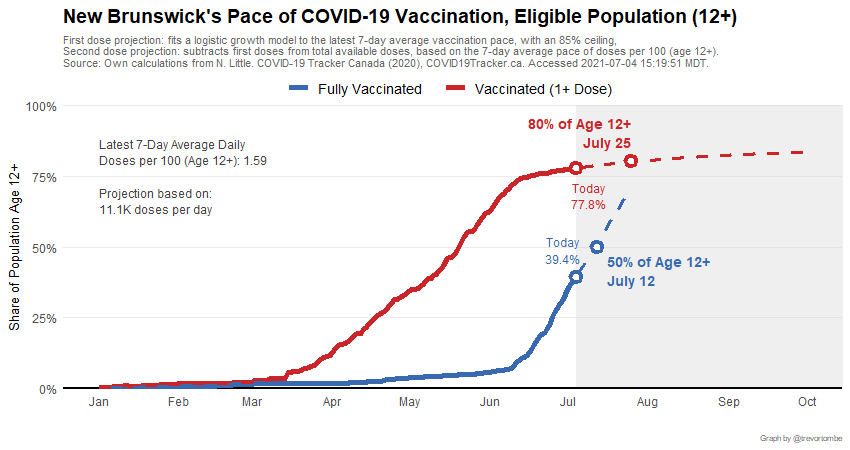 New Brunswick's Pace of COVID-19 Vaccination, Eligible Population (12+)
First dose projection: fits a logistic growth model to the latest 7-day average vaccination pace, with an 85% ceiling,
Second dose projection: subtracts first doses from total available doses, based on the 7-day average pace of doses per 100 (age 12+).
Source: Own calculations from N. Little. COVID-19 Tracker Canada (2020), COVID19Tracker.ca. Accessed 2021-07-04 15:19:51 MDT.
Fully Vaccinated Vaccinated (1+ Dose)
Share of Population Age 12+
100%
75%
50%
25%
0%
Latest 7-Day Average Daily
Doses per 100 (Age 12+): 1.59
Projection based on:
11.1K doses per day
80% of Age 12+
July 25
Today
77.8%
Today
39.4%
50% of Age 12+
July 12
Jan Feb Mar Apr May Jun Jul Aug Sep Oct
Graph by @trevortombe